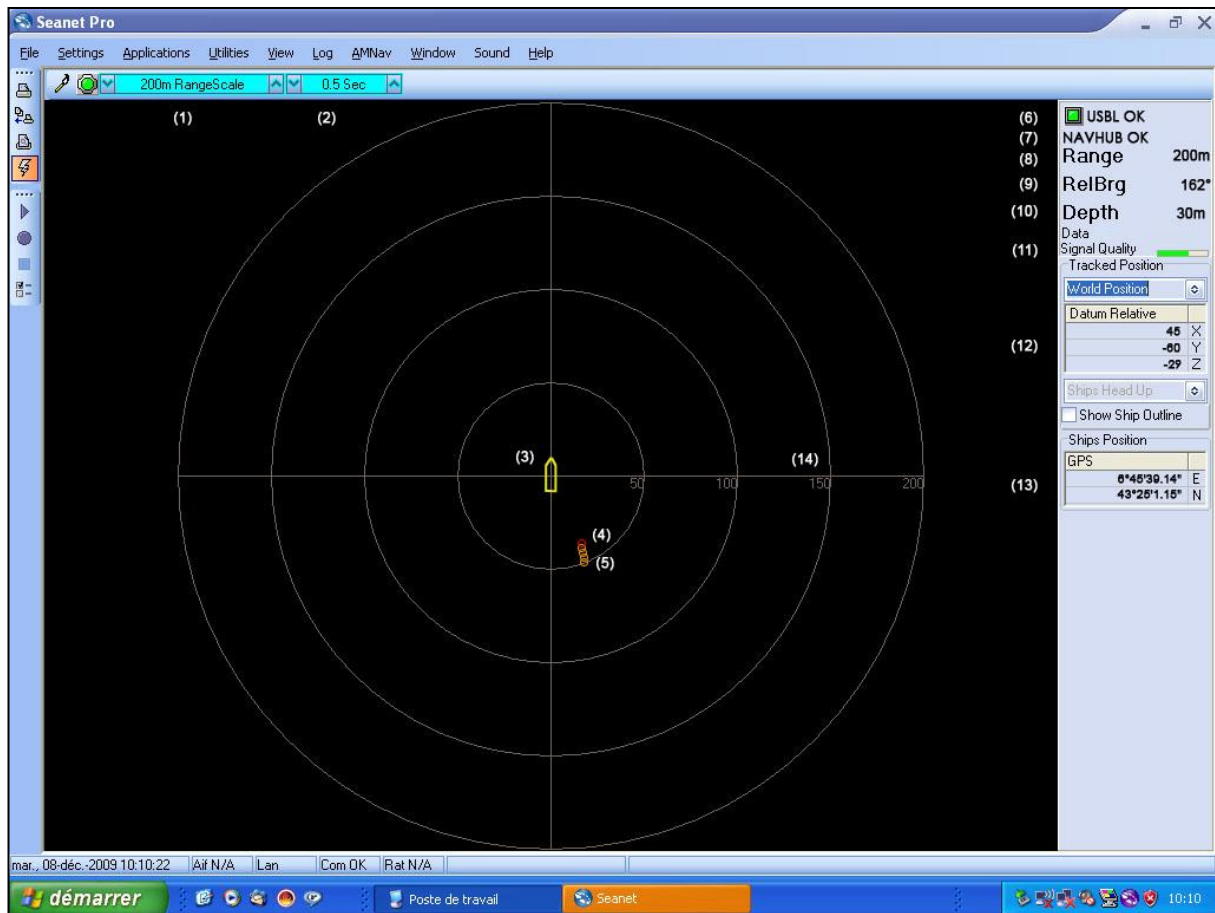 Seanet Pro
File Settings Applications Utilities View Log AMNav Window Sound Help
200m RangeScale 0.5 Sec
(1) (2)
(6) USBL OK
(7) NAVHUB OK
(8) Range 200m
(9) RelBrg 162°
(10) Depth 30m
Data
(11) Signal Quality
Tracked Position
World Position
Datum Relative
45 X
(12) -60 Y
-29 Z
Ships Head Up
Show Ship Outline
Ships Position
(3) (14)
GPS
50 100 150 200
(13) 6°45'39.14" E
43°25'1.15" N
(4)
(5)
mar., 08-déc.-2009 10:10:22 Aif N/A Lan Com OK Rat N/A
démarrer Poste de travail Seanet 10:10